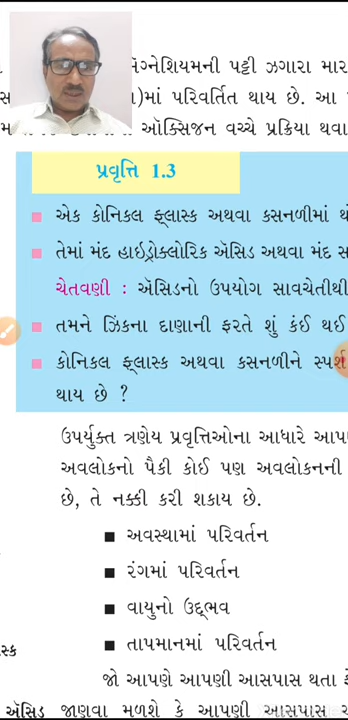 મૅગ્નેશિયમની પટ્ટી ઝગારા માર
)માં પરિવર્તિત થાય છે. આ
ઑક્સિજન વચ્ચે પ્રક્રિયા થવા
પ્રવૃત્તિ 1.3
■ એક કોનિકલ ફ્લાસ્ક અથવા કસનળીમાં થો
■ તેમાં મંદ હાઇડ્રોક્લોરિક ઍસિડ અથવા મંદ સ
ચેતવણી : ઍસિડનો ઉપયોગ સાવચેતીથી
■ તમને ઝિંકના દાણાની ફરતે શું કંઈ થઈ
■ કોનિકલ ફ્લાસ્ક અથવા કસનળીને સ્પર્શ
થાય છે ?
ઉપર્યુક્ત ત્રણેય પ્રવૃત્તિઓના આધારે આપ
અવલોકનો પૈકી કોઈ પણ અવલોકનની
છે, તે નક્કી કરી શકાય છે.
■ અવસ્થામાં પરિવર્તન
■ રંગમાં પરિવર્તન
■ વાયુનો ઉદ્ભવ
■ તાપમાનમાં પરિવર્તન
સ્ક
જો આપણે આપણી આસપાસ થતા ફે
ઍસિડ જાણવા મળશે કે આપણી આસપાસ